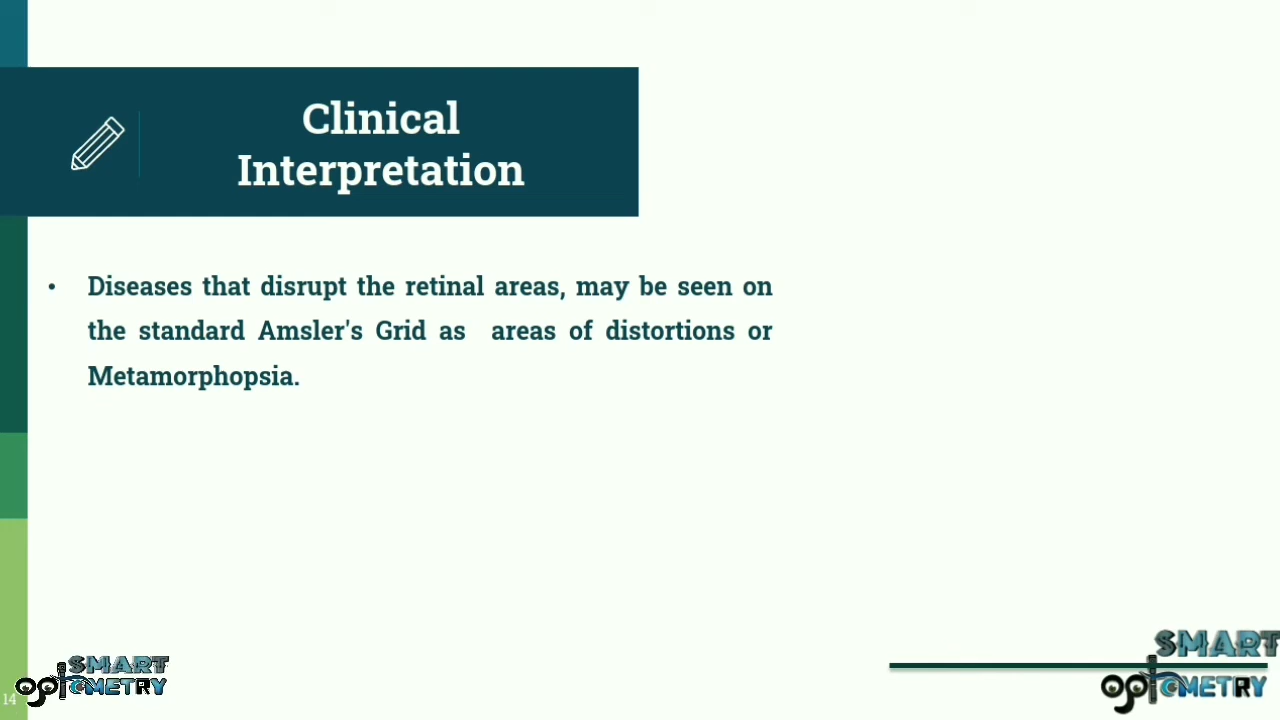 Clinical
Interpretation
• Diseases that disrupt the retinal areas, may be seen on
the standard Amsler's Grid as areas of distortions or
Metamorphopsia.
SMART
optOMETRY
14
SMART
optOMETRY